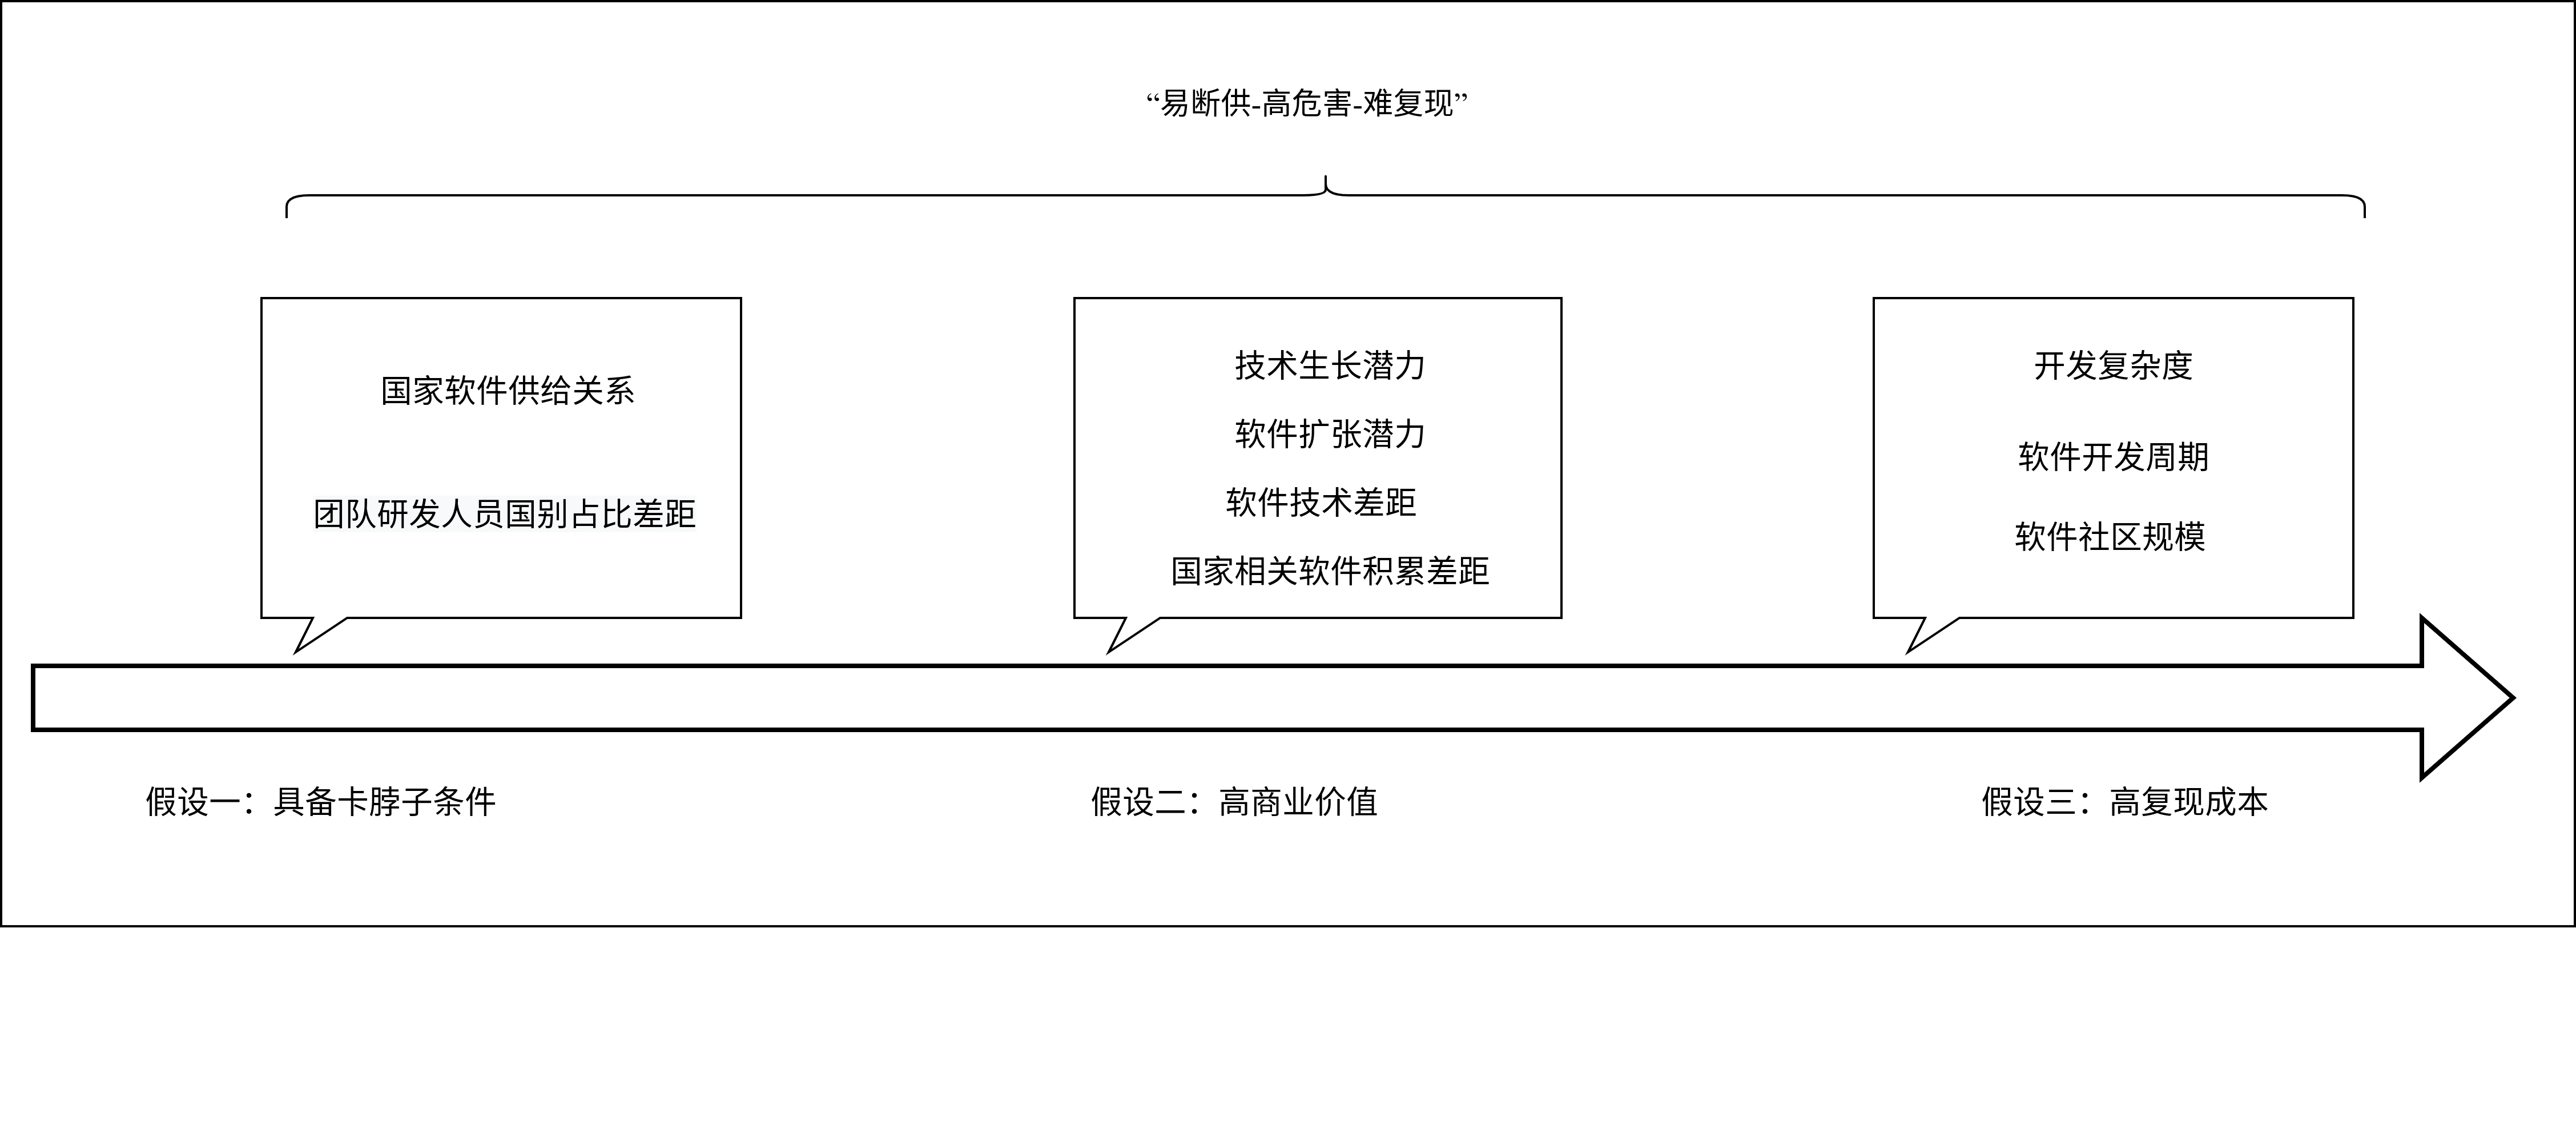 “易断供-高危害-难复现”
国家软件供给关系
团队研发人员国别占比差距
技术生长潜力
软件扩张潜力
软件技术差距
国家相关软件积累差距
开发复杂度
软件开发周期
软件社区规模
假设一：具备卡脖子条件
假设二：高商业价值
假设三：高复现成本